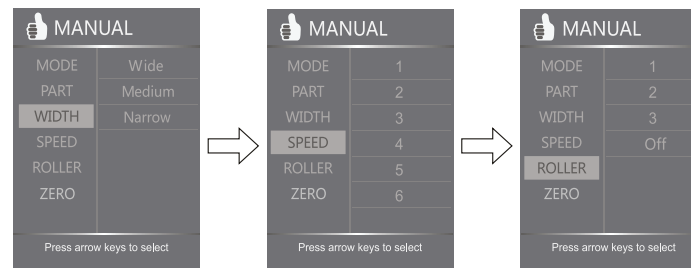 MANUAL
MODE Wide
PART Medium
WIDTH Narrow
SPEED
ROLLER
ZERO
Press arrow keys to select
MANUAL
MODE 1
PART 2
WIDTH 3
SPEED 4
ROLLER 5
ZERO 6
Press arrow keys to select
MANUAL
MODE 1
PART 2
WIDTH 3
SPEED Off
ROLLER
ZERO
Press arrow keys to select